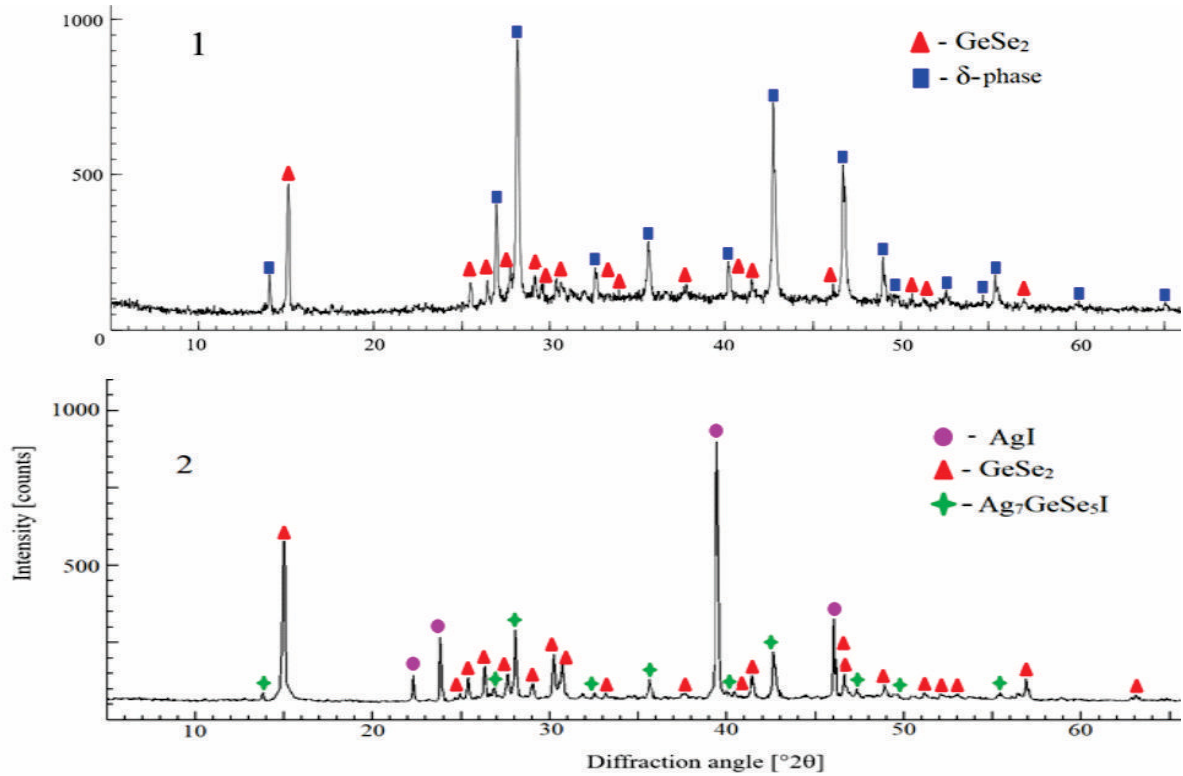 1000
1
- GeSe₂
- δ-phase
500
0
10 20 30 40 50 60
1000
2
- AgI
- GeSe₂
- Ag₇GeSe₅I
Intensity [counts]
500
10 20 30 40 50 60
Diffraction angle [°2θ]